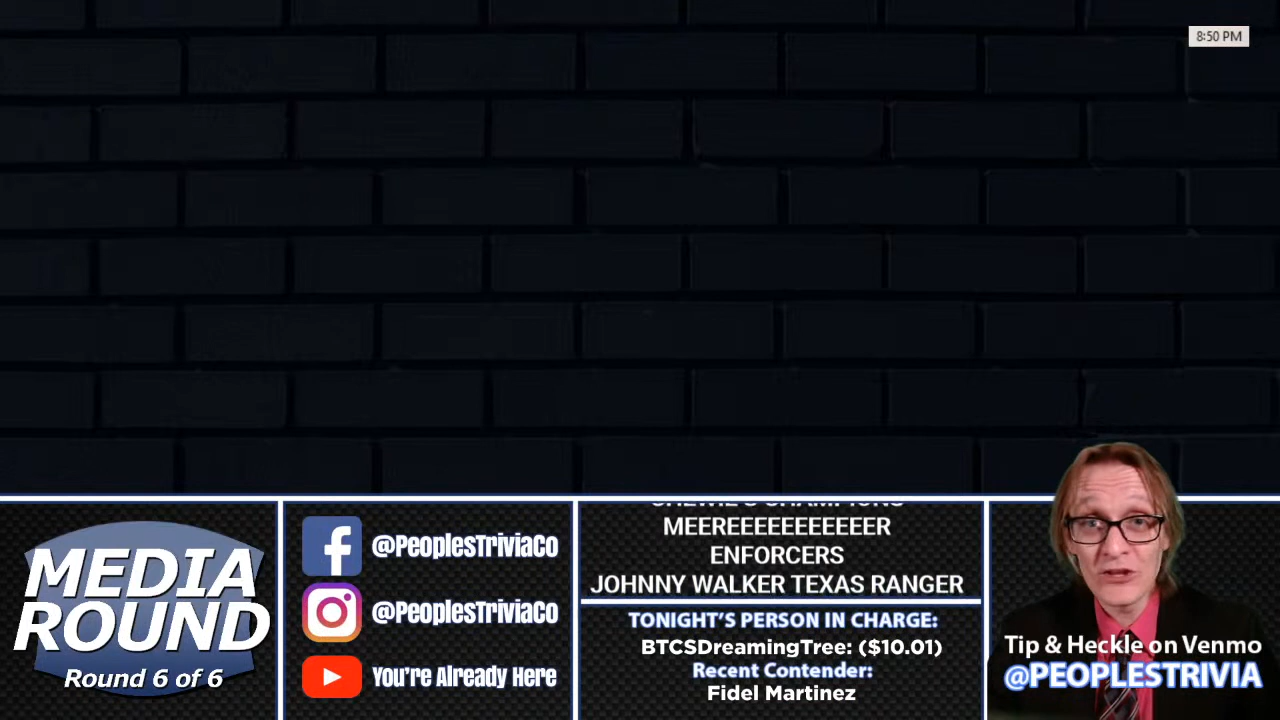 8:50 PM
MEDIA
ROUND
Round 6 of 6
@PeoplesTriviaCo
@PeoplesTriviaCo
You're Already Here
MEEREEEEEEEEEEER
ENFORCERS
JOHNNY WALKER TEXAS RANGER
TONIGHT'S PERSON IN CHARGE:
BTCSDreamingTree: ($10.01)
Recent Contender:
Fidel Martinez
Tip & Heckle on Venmo
@PEOPLESTRIVIA